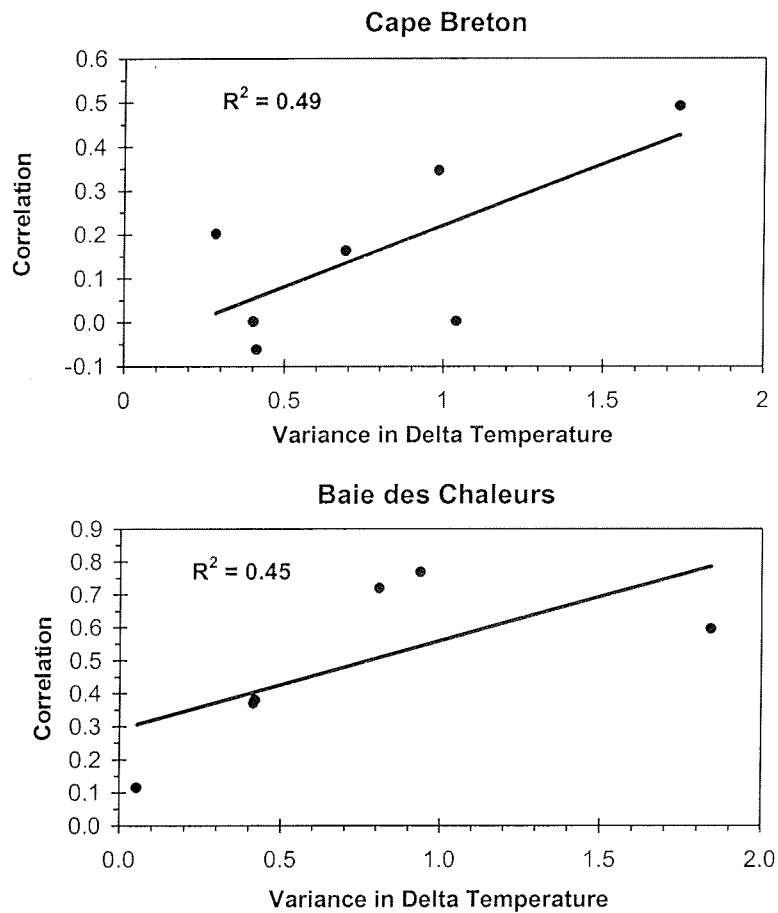 Cape Breton
0.6
R² = 0.49
0.5
0.4
0.3
0.2
0.1
0.0
-0.1
Correlation
0 0.5 1 1.5 2
Variance in Delta Temperature
Baie des Chaleurs
0.9
0.8
R² = 0.45
0.7
0.6
0.5
0.4
0.3
0.2
0.1
0.0
Correlation
0.0 0.5 1.0 1.5 2.0
Variance in Delta Temperature